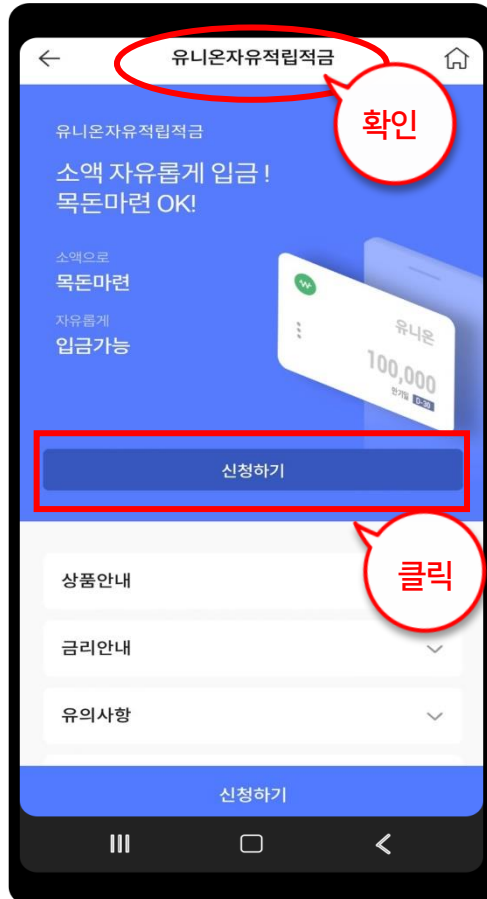 유니온자유적립적금
확인
유니온자유적립적금
소액 자유롭게 입금 !
목돈마련 OK!
소액으로
목돈마련
자유롭게
입금가능
유니온
100,000
만기일 D-30
신청하기
클릭
상품안내
금리안내
유의사항
신청하기